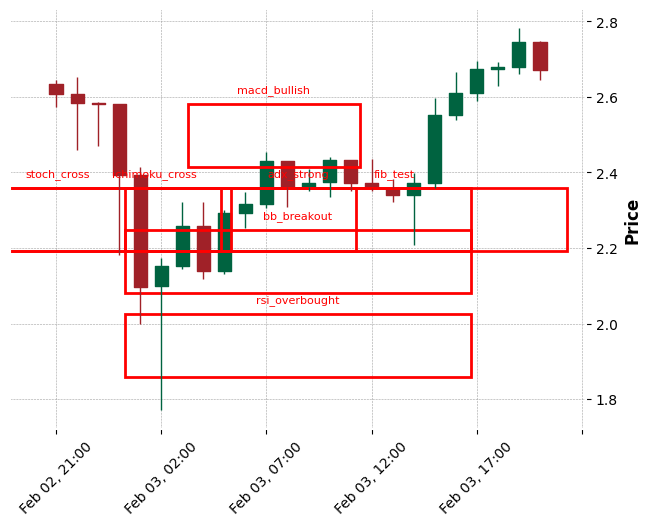 2.8
macd_bullish
2.6
stoch_cross
ichimoku_cross
adx_strong
fib_test
2.4
bb_breakout
2.2
rsi_overbought
2.0
1.8
Price
Feb 02, 21:00
Feb 03, 02:00
Feb 03, 07:00
Feb 03, 12:00
Feb 03, 17:00